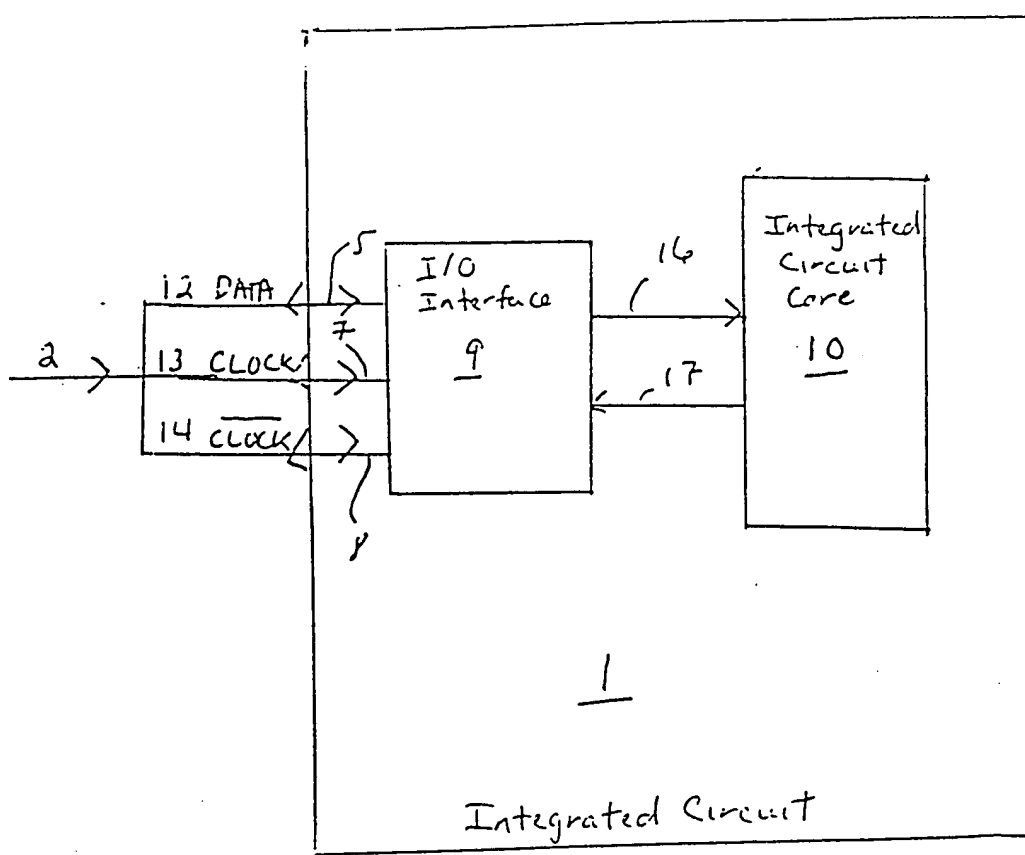 5
I/O
Interface
9
Integrated
Circuit
Core
10
16
17
12 DATA
7
2
13 CLOCK
14 CLOCK
8
1
Integrated Circuit